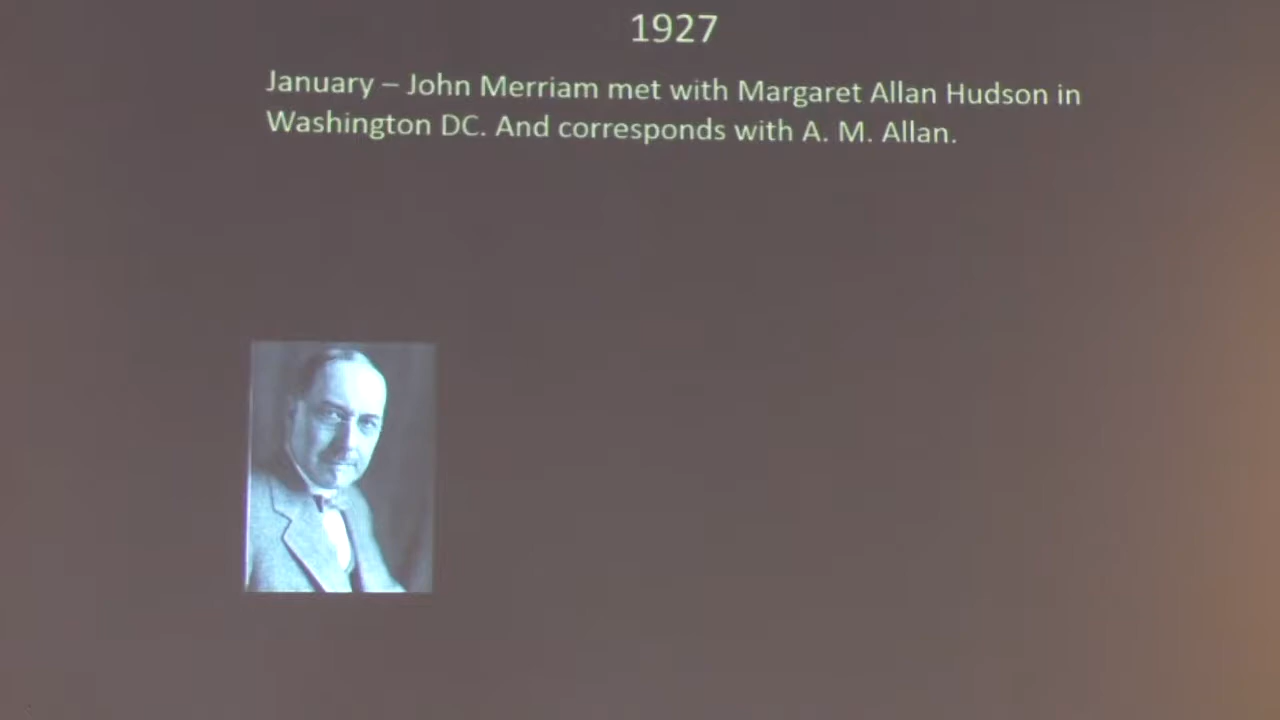 1927
January – John Merriam met with Margaret Allan Hudson in
Washington DC. And corresponds with A. M. Allan.